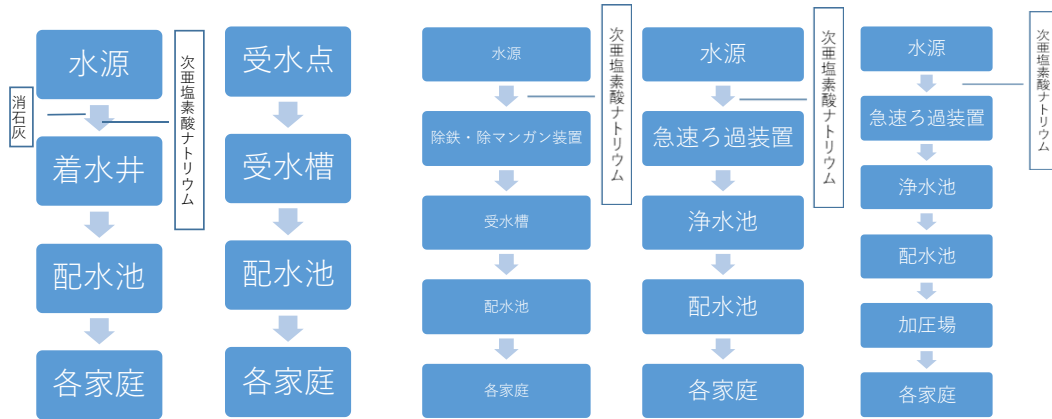 水源
消石灰
次亜塩素酸ナトリウム
着水井
配水池
各家庭
受水点
受水槽
配水池
各家庭
水源
次亜塩素酸ナトリウム
除鉄・除マンガン装置
受水槽
配水池
各家庭
水源
次亜塩素酸ナトリウム
急速ろ過装置
浄水池
配水池
各家庭
水源
次亜塩素酸ナトリウム
急速ろ過装置
浄水池
配水池
加圧場
各家庭